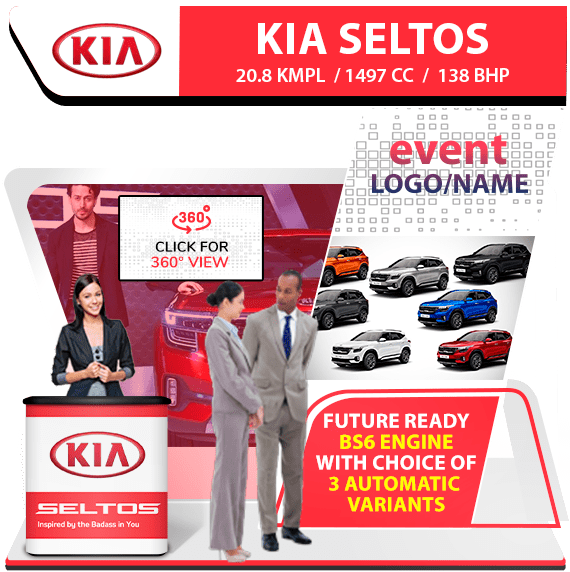 KIA
KIA SELTOS
20.8 KMPL / 1497 CC / 138 BHP
event
LOGO/NAME
360°
CLICK FOR
360° VIEW
KIA
SELTOS
Inspired by the Badass in You
FUTURE READY
BS6 ENGINE
WITH CHOICE OF
3 AUTOMATIC
VARIANTS